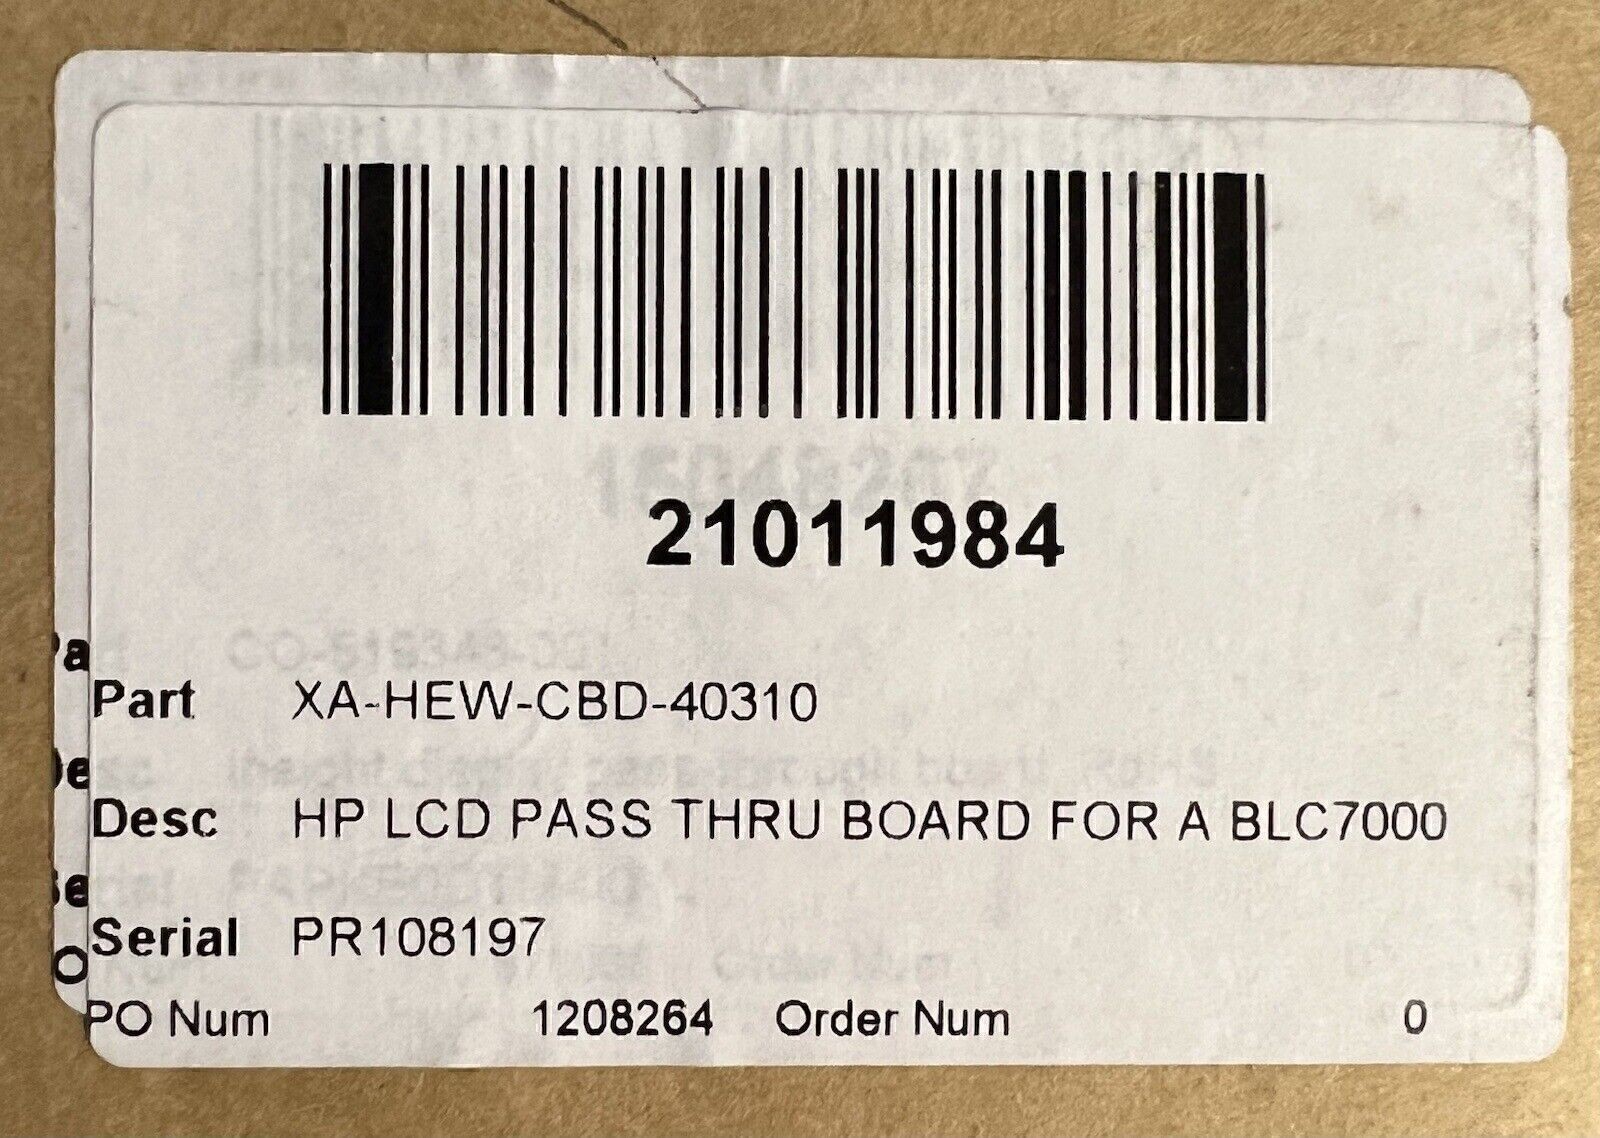 21011984
Part XA-HEW-CBD-40310
Desc HP LCD PASS THRU BOARD FOR A BLC7000
Serial PR108197
PO Num 1208264 Order Num 0